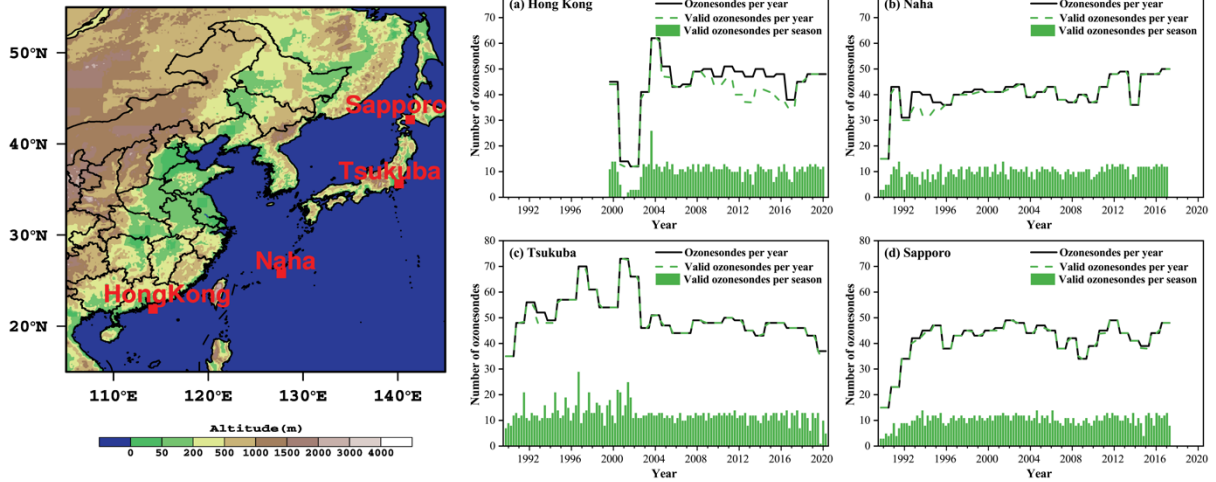 50°N
40°N
30°N
20°N
110°E 120°E 130°E 140°E
Sapporo
Tsukuba
Naha
HongKong
Altitude(m)
0 50 200 500 1000 1500 2000 3000 4000
(a) Hong Kong
Ozonesondes per year
Valid ozonesondes per year
Valid ozonesondes per season
Number of ozonesondes
70
60
50
40
30
20
10
0
1992 1996 2000 2004 2008 2012 2016 2020
Year
(b) Naha
Ozonesondes per year
Valid ozonesondes per year
Valid ozonesondes per season
Number of ozonesondes
70
60
50
40
30
20
10
0
1992 1996 2000 2004 2008 2012 2016 2020
Year
(c) Tsukuba
Ozonesondes per year
Valid ozonesondes per year
Valid ozonesondes per season
Number of ozonesondes
80
70
60
50
40
30
20
10
0
1992 1996 2000 2004 2008 2012 2016 2020
Year
(d) Sapporo
Ozonesondes per year
Valid ozonesondes per year
Valid ozonesondes per season
Number of ozonesondes
80
70
60
50
40
30
20
10
0
1992 1996 2000 2004 2008 2012 2016 2020
Year